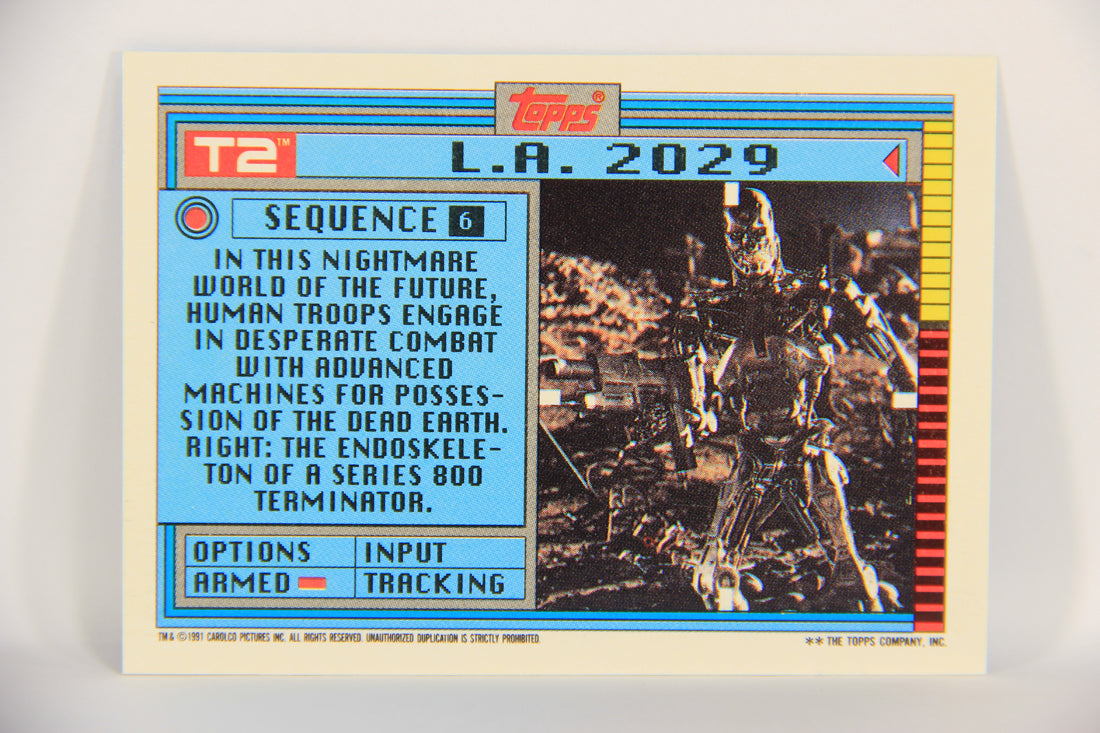 Topps®
T2™
L.A. 2029
SEQUENCE 6
IN THIS NIGHTMARE
WORLD OF THE FUTURE,
HUMAN TROOPS ENGAGE
IN DESPERATE COMBAT
WITH ADVANCED
MACHINES FOR POSSES-
SION OF THE DEAD EARTH.
RIGHT: THE ENDOSKELE-
TON OF A SERIES 800
TERMINATOR.
OPTIONS INPUT
ARMED TRACKING
TM & ©1991 CAROLCO PICTURES INC. ALL RIGHTS RESERVED. UNAUTHORIZED DUPLICATION IS STRICTLY PROHIBITED.
** THE TOPPS COMPANY, INC.